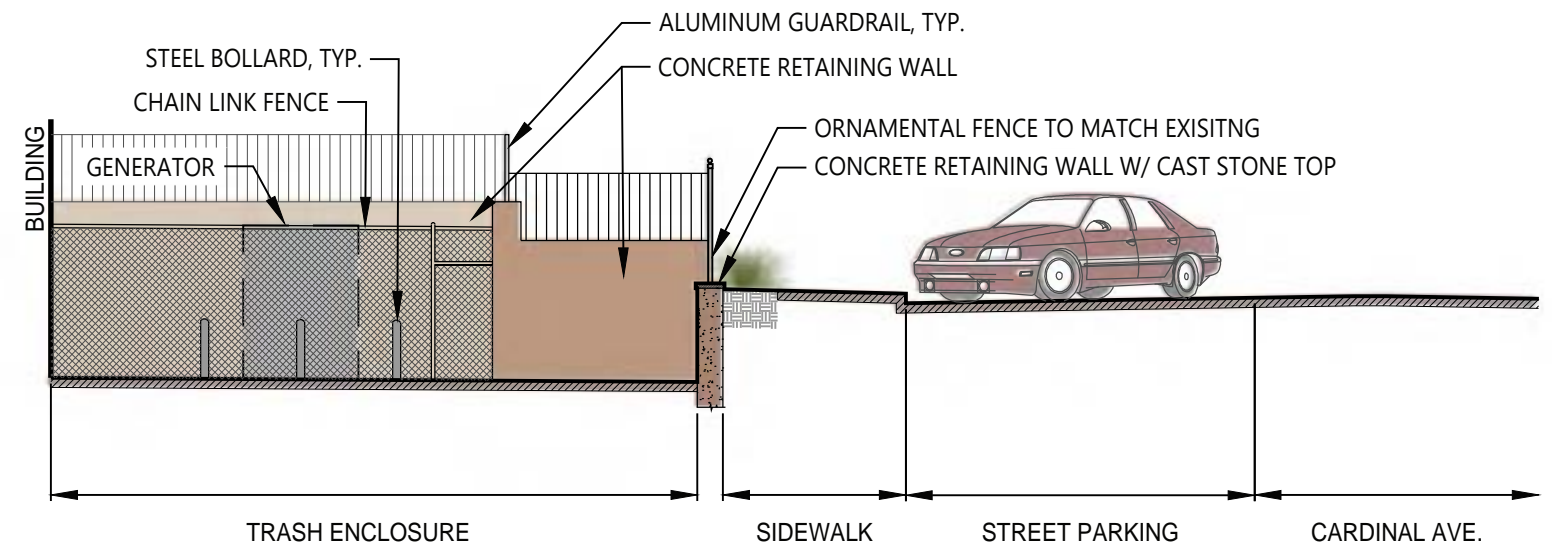 ALUMINUM GUARDRAIL, TYP.
STEEL BOLLARD, TYP.
CONCRETE RETAINING WALL
CHAIN LINK FENCE
ORNAMENTAL FENCE TO MATCH EXISITNG
BUILDING
GENERATOR
CONCRETE RETAINING WALL W/ CAST STONE TOP
TRASH ENCLOSURE
SIDEWALK
STREET PARKING
CARDINAL AVE.